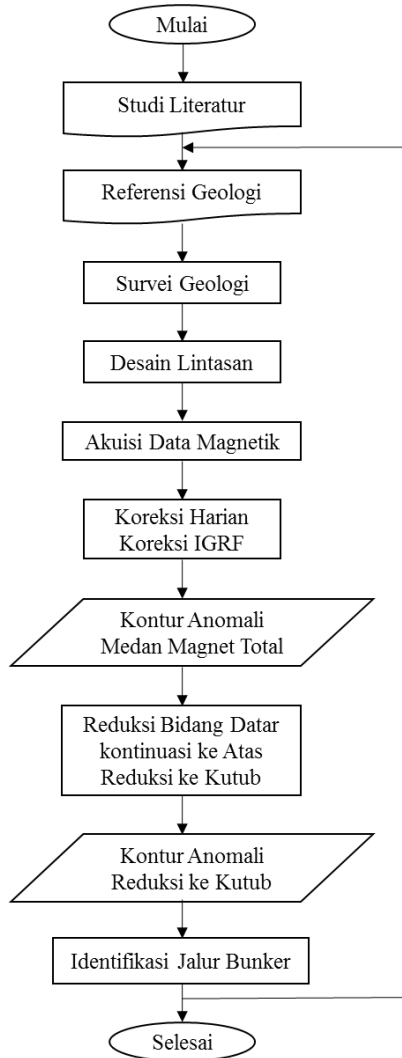 Mulai
Studi Literatur
Referensi Geologi
Survei Geologi
Desain Lintasan
Akuisi Data Magnetik
Koreksi Harian
Koreksi IGRF
Kontur Anomali
Medan Magnet Total
Reduksi Bidang Datar
kontinuasi ke Atas
Reduksi ke Kutub
Kontur Anomali
Reduksi ke Kutub
Identifikasi Jalur Bunker
Selesai